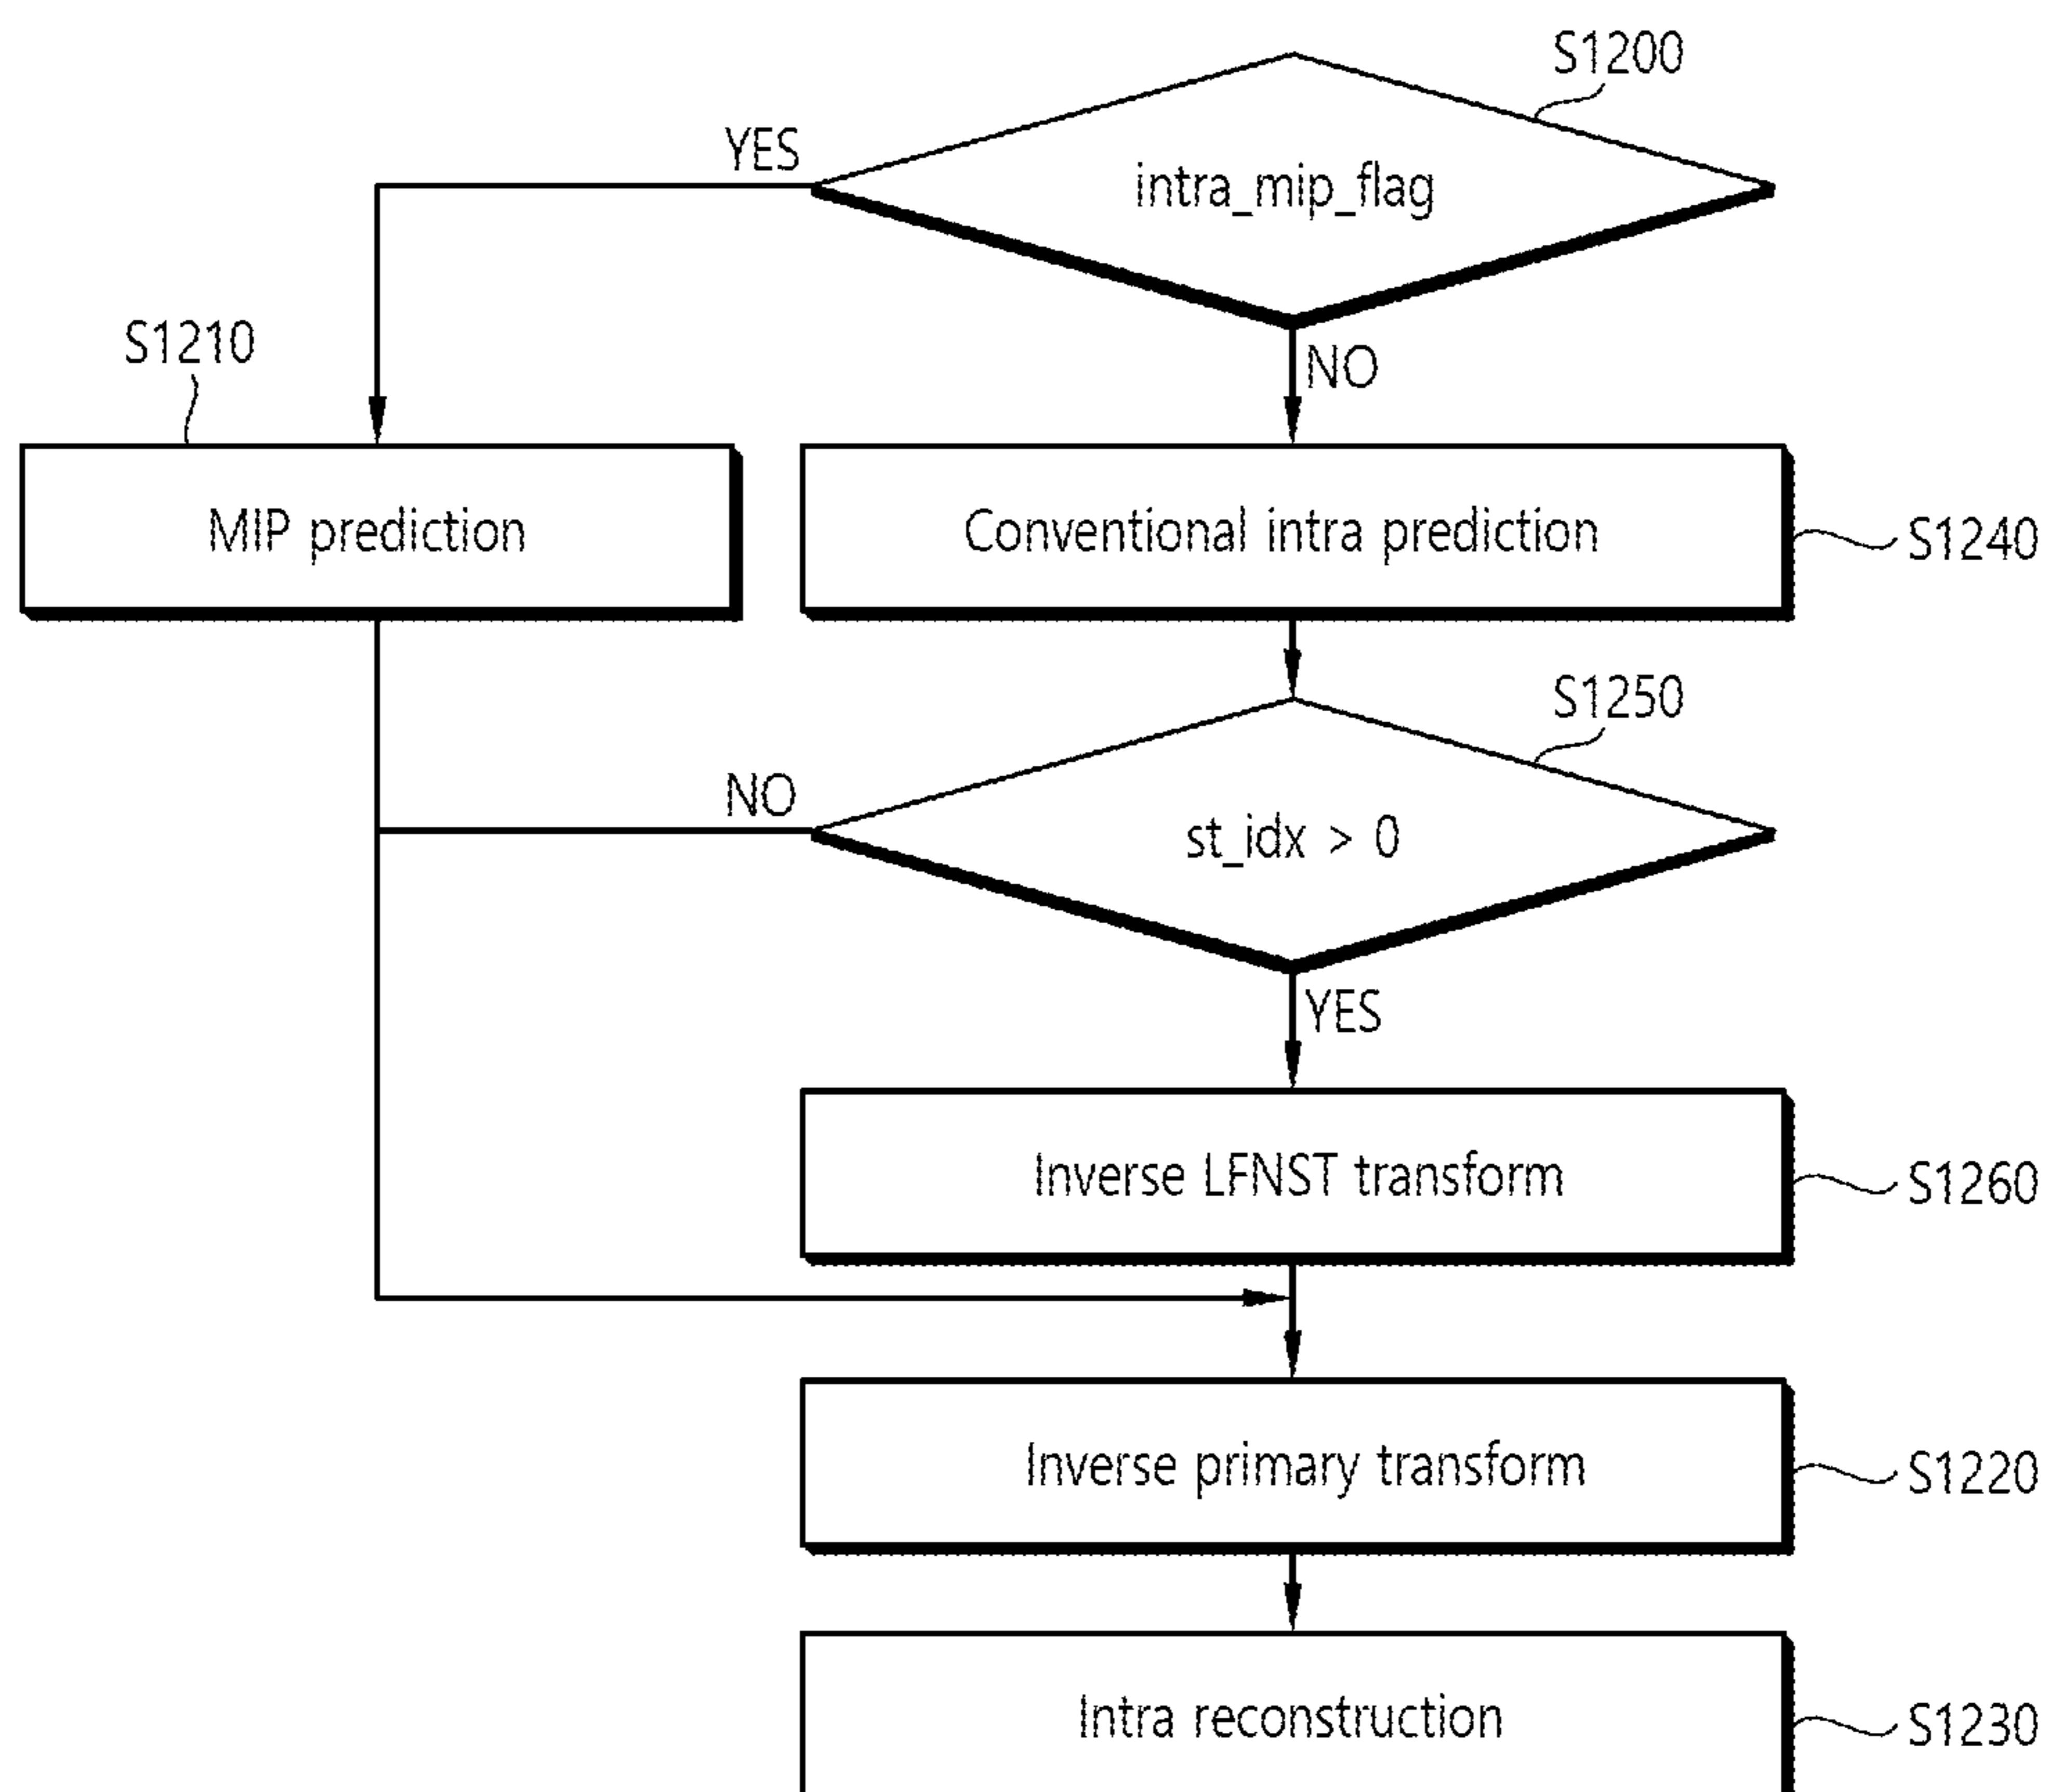 S1200
YES
intra_mip_flag
S1210
NO
MIP prediction
Conventional intra prediction
S1240
S1250
NO
st_idx > 0
YES
Inverse LFNST transform
S1260
Inverse primary transform
S1220
Intra reconstruction
S1230